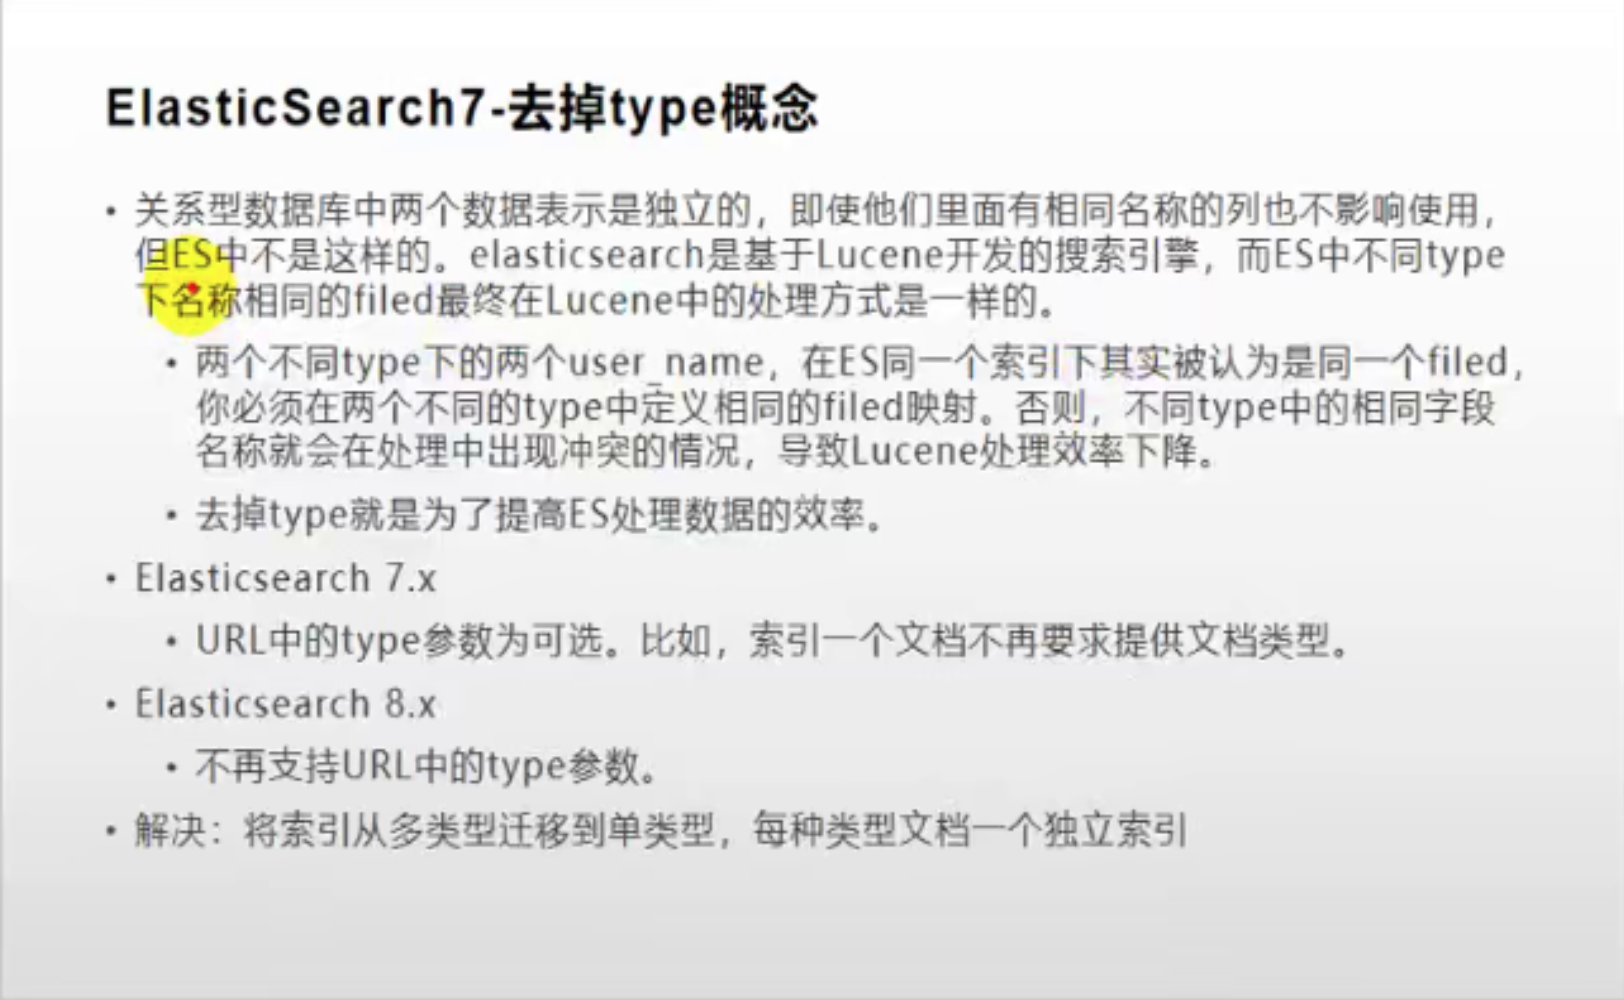 ElasticSearch7-去掉type概念
• 关系型数据库中两个数据表示是独立的，即使他们里面有相同名称的列也不影响使用，
但ES中不是这样的。elasticsearch是基于Lucene开发的搜索引擎，而ES中不同type
下名称相同的filed最终在Lucene中的处理方式是一样的。
• 两个不同type下的两个user_name，在ES同一个索引下其实被认为是同一个filed，
你必须在两个不同的type中定义相同的filed映射。否则，不同type中的相同字段
名称就会在处理中出现冲突的情况，导致Lucene处理效率下降。
• 去掉type就是为了提高ES处理数据的效率。
• Elasticsearch 7.x
• URL中的type参数为可选。比如，索引一个文档不再要求提供文档类型。
• Elasticsearch 8.x
• 不再支持URL中的type参数。
• 解决：将索引从多类型迁移到单类型，每种类型文档一个独立索引